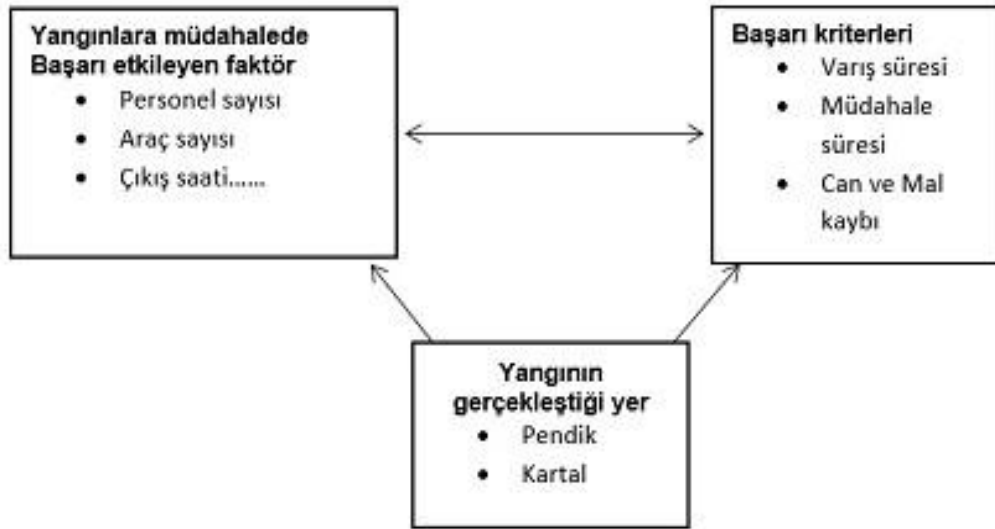 Yangınlara müdahalede
Başarı etkileyen faktör
• Personel sayısı
• Araç sayısı
• Çıkış saati......
Başarı kriterleri
• Varış süresi
• Müdahale
süresi
• Can ve Mal
kaybı
Yangının
gerçekleştiği yer
• Pendik
• Kartal